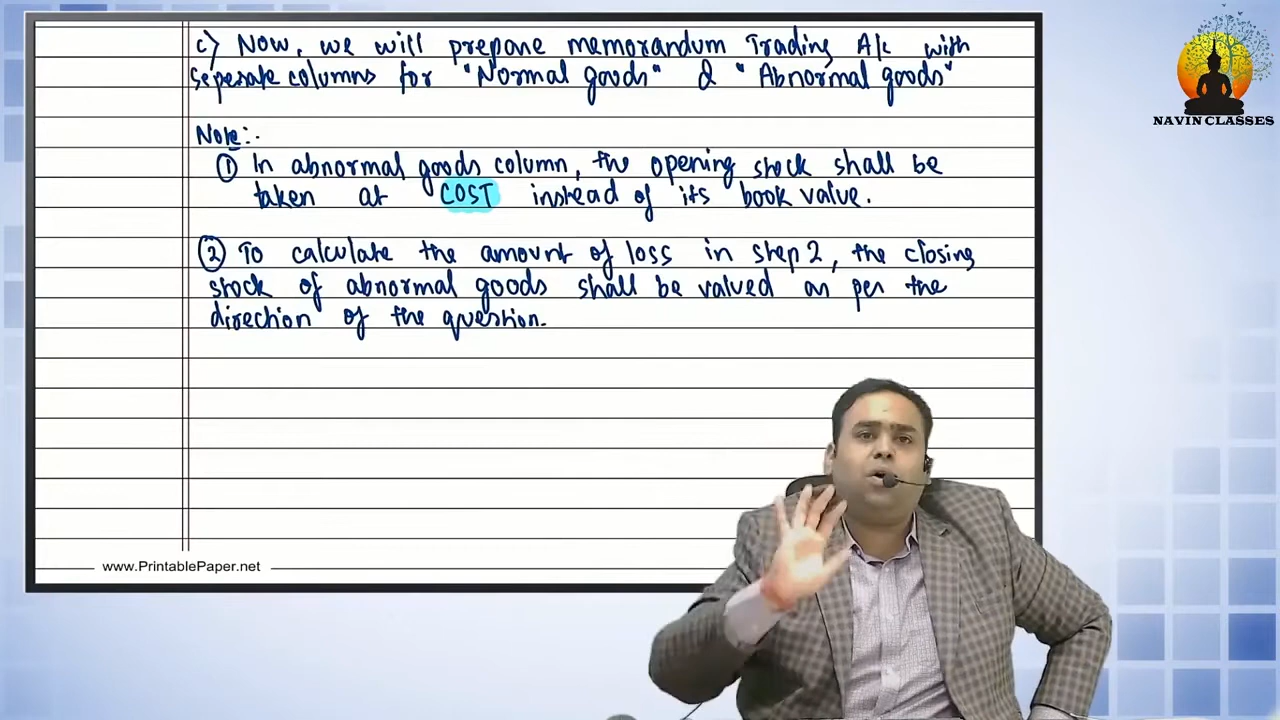 c) Now, we will prepare memorandum Trading A/c with
seperate columns for "Normal goods" & "Abnormal goods"
Note:-
① In abnormal goods column, the opening stock shall be
taken at COST instead of its book value.
② To calculate the amount of loss in step 2, the closing
stock of abnormal goods shall be valued as per the
direction of the question.
www.PrintablePaper.net
NAVIN CLASSES